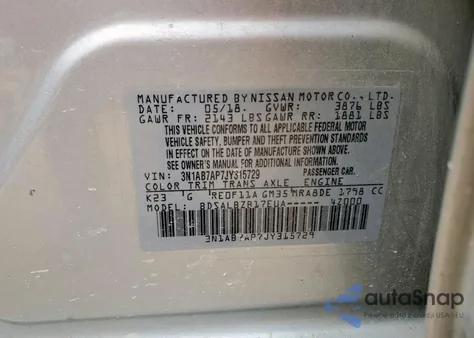 MANUFACTURED BY NISSAN MOTOR CO., LTD.
DATE: 05/18. GVWR: 3876 LBS
GAWR FR: 2143 LBS GAWR RR: 1881 LBS
THIS VEHICLE CONFORMS TO ALL APPLICABLE FEDERAL MOTOR
VEHICLE SAFETY, BUMPER AND THEFT PREVENTION STANDARDS
IN EFFECT ON THE DATE OF MANUFACTURE SHOWN ABOVE.
SEE OWNER'S MANUAL FOR ADDITIONAL INFORMATION.
VIN: 3N1AB7AP7JY315729 PASSENGER CAR.
COLOR TRIM TRANS AXLE ENGINE
K23 G RE0F11A GM35 MRA8DE 1798 CC
MODEL: BDSALBZR17EUA----- 4Z000
3N1AB7AP7JY315729
autoSnap